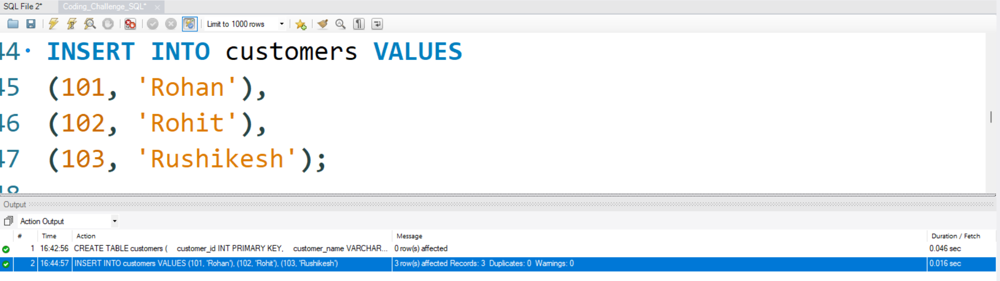 SQL File 2*
Coding_Challenge_SQL*
Limit to 1000 rows
44 INSERT INTO customers VALUES
45 (101, 'Rohan'),
46 (102, 'Rohit'),
47 (103, 'Rushikesh');
48
Output
Action Output
# Time Action Message Duration / Fetch
1 16:42:56 CREATE TABLE customers ( customer_id INT PRIMARY KEY, customer_name VARCHAR... 0 row(s) affected 0.046 sec
2 16:44:57 INSERT INTO customers VALUES (101, 'Rohan'), (102, 'Rohit'), (103, 'Rushikesh') 3 row(s) affected Records: 3 Duplicates: 0 Warnings: 0 0.016 sec